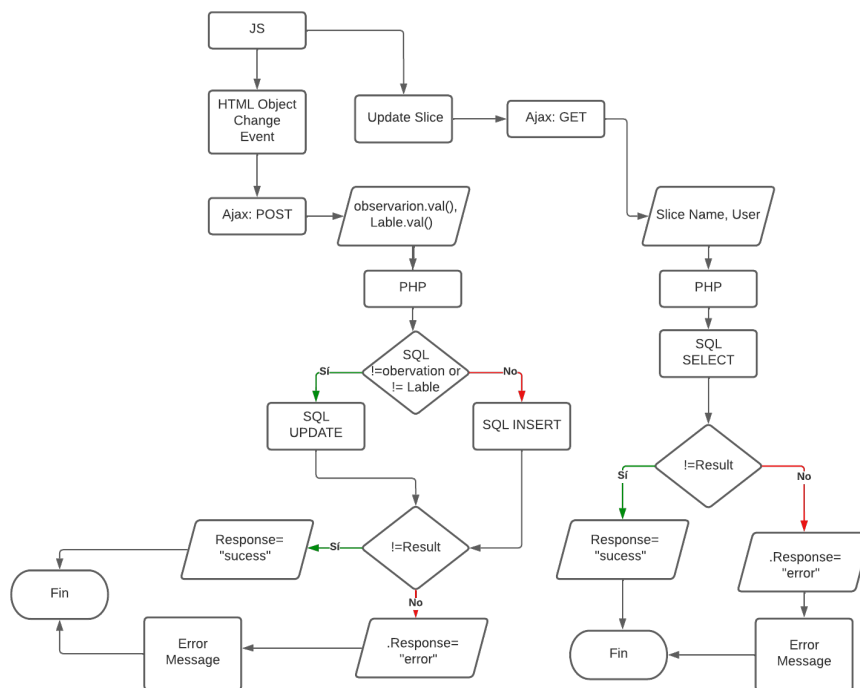 JS
HTML Object
Change
Event
Update Slice
Ajax: GET
Ajax: POST
observarion.val(),
Lable.val()
Slice Name, User
PHP
PHP
SQL
!=obervation or
!= Lable
Sí
No
SQL
SELECT
SQL
UPDATE
SQL INSERT
!=Result
Sí
No
Response=
"sucess"
!=Result
Sí
No
Response=
"sucess"
.Response=
"error"
Fin
Error
Message
.Response=
"error"
Fin
Error
Message